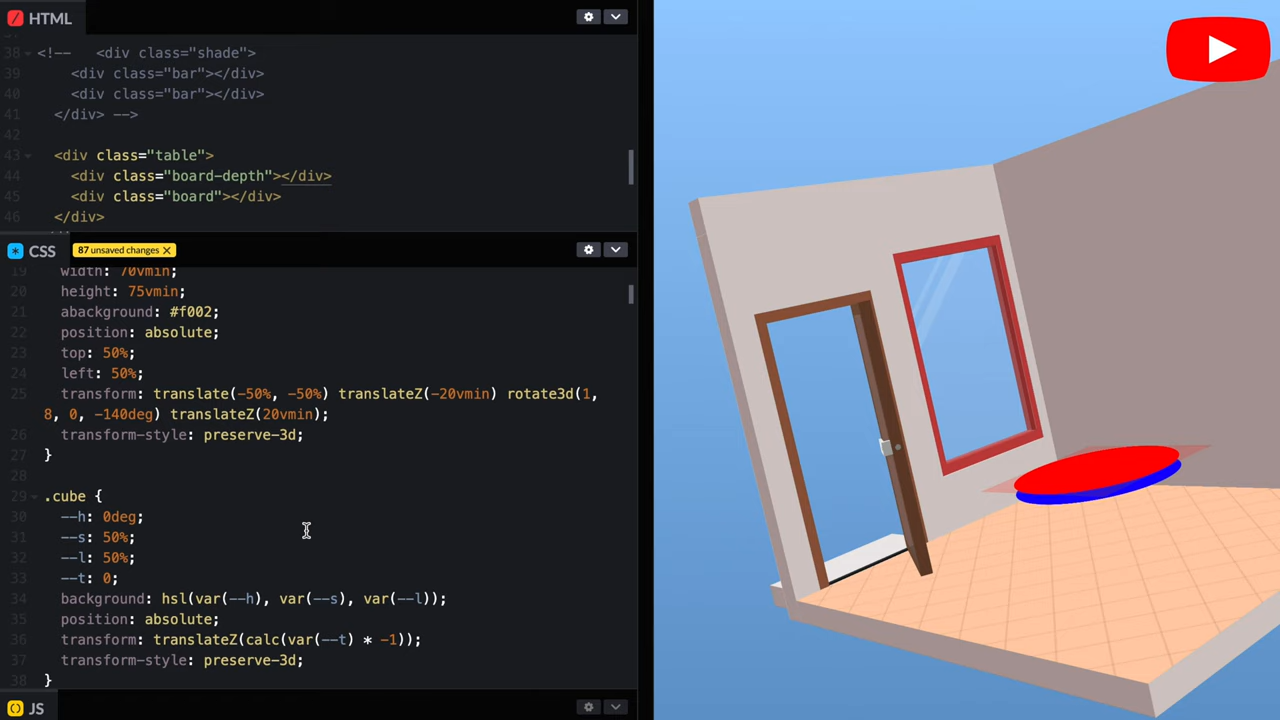 HTML
37
38 <!-- <div class="shade">
39 <div class="bar"></div>
40 <div class="bar"></div>
41 </div> -->
42
43 <div class="table">
44 <div class="board-depth"></div>
45 <div class="board"></div>
46 </div>
CSS 87 unsaved changes ×
19 width: 70vmin;
20 height: 75vmin;
21 abackground: #f002;
22 position: absolute;
23 top: 50%;
24 left: 50%;
25 transform: translate(-50%, -50%) translateZ(-20vmin) rotate3d(1,
8, 0, -140deg) translateZ(20vmin);
26 transform-style: preserve-3d;
27 }
28
29 .cube {
30 --h: 0deg;
31 --s: 50%;
32 --l: 50%;
33 --t: 0;
34 background: hsl(var(--h), var(--s), var(--l));
35 position: absolute;
36 transform: translateZ(calc(var(--t) * -1));
37 transform-style: preserve-3d;
38 }
JS